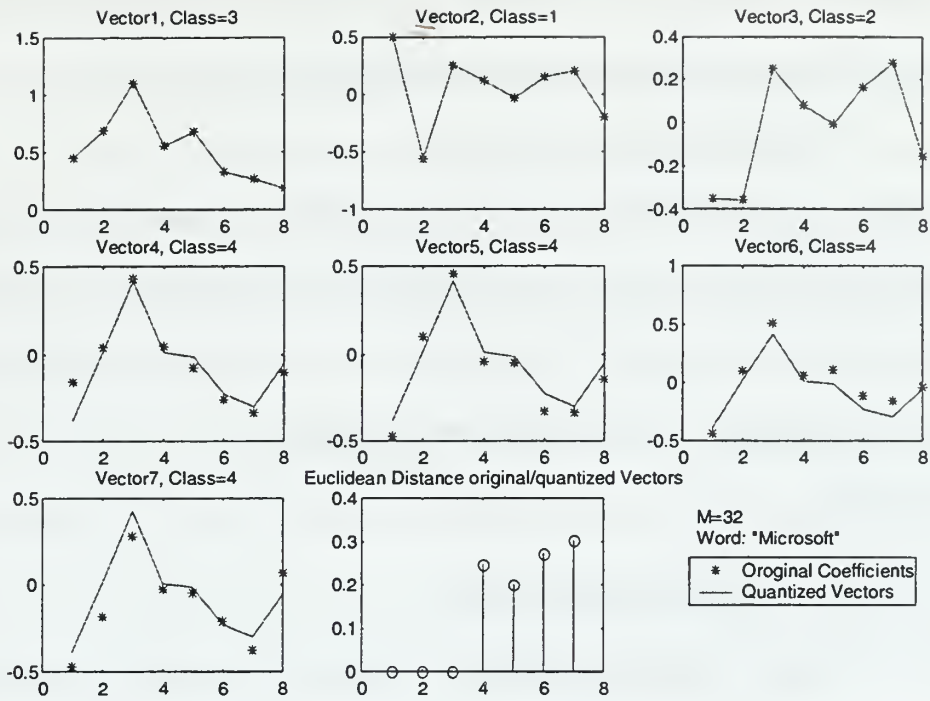 Vector1, Class=3
1.5
1
0.5
0
0 2 4 6 8
Vector2, Class=1
0.5
0
-0.5
-1
0 2 4 6 8
Vector3, Class=2
0.4
0.2
0
-0.2
-0.4
0 2 4 6 8
Vector4, Class=4
0.5
0
-0.5
0 2 4 6 8
Vector5, Class=4
0.5
0
-0.5
0 2 4 6 8
Vector6, Class=4
1
0.5
0
-0.5
0 2 4 6 8
Vector7, Class=4
0.5
0
-0.5
0 2 4 6 8
Euclidean Distance original/quantized Vectors
0.4
0.3
0.2
0.1
0
0 2 4 6 8
M=32
Word: "Microsoft"
Oroginal Coefficients
Quantized Vectors